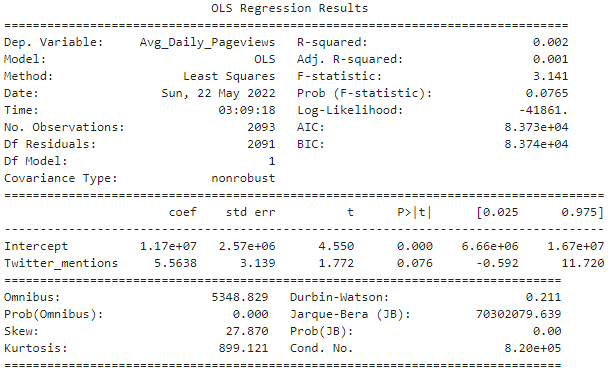 OLS Regression Results
==============================================================================
Dep. Variable:     Avg_Daily_Pageviews   R-squared:                       0.002
Model:                             OLS   Adj. R-squared:                  0.001
Method:                  Least Squares   F-statistic:                     3.141
Date:                 Sun, 22 May 2022   Prob (F-statistic):             0.0765
Time:                         03:09:18   Log-Likelihood:                -41861.
No. Observations:                 2093   AIC:                         8.373e+04
Df Residuals:                     2091   BIC:                         8.374e+04
Df Model:                            1
Covariance Type:             nonrobust
====================================================================================
                       coef    std err          t      P>|t|      [0.025      0.975]
------------------------------------------------------------------------------------
Intercept          1.17e+07   2.57e+06      4.550      0.000    6.66e+06    1.67e+07
Twitter_mentions     5.5638      3.139      1.772      0.076      -0.592      11.720
==============================================================================
Omnibus:                     5348.829   Durbin-Watson:                   0.211
Prob(Omnibus):                  0.000   Jarque-Bera (JB):         70302079.639
Skew:                          27.870   Prob(JB):                         0.00
Kurtosis:                     899.121   Cond. No.                     8.20e+05
==============================================================================